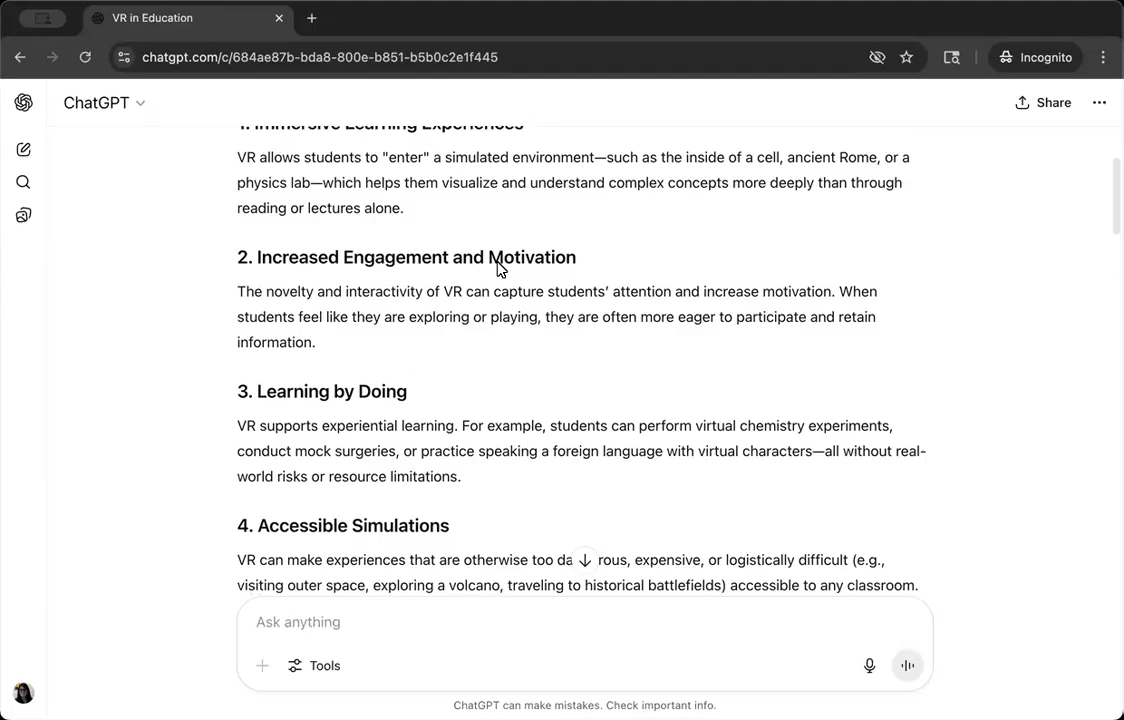 VR in Education
chatgpt.com/c/684ae87b-bda8-800e-b851-b5b0c2e1f445
Incognito
ChatGPT
Share
1. Immersive Learning Experiences
VR allows students to "enter" a simulated environment—such as the inside of a cell, ancient Rome, or a
physics lab—which helps them visualize and understand complex concepts more deeply than through
reading or lectures alone.
2. Increased Engagement and Motivation
The novelty and interactivity of VR can capture students’ attention and increase motivation. When
students feel like they are exploring or playing, they are often more eager to participate and retain
information.
3. Learning by Doing
VR supports experiential learning. For example, students can perform virtual chemistry experiments,
conduct mock surgeries, or practice speaking a foreign language with virtual characters—all without real-
world risks or resource limitations.
4. Accessible Simulations
VR can make experiences that are otherwise too da rous, expensive, or logistically difficult (e.g.,
visiting outer space, exploring a volcano, traveling to historical battlefields) accessible to any classroom.
Ask anything
Tools
ChatGPT can make mistakes. Check important info.